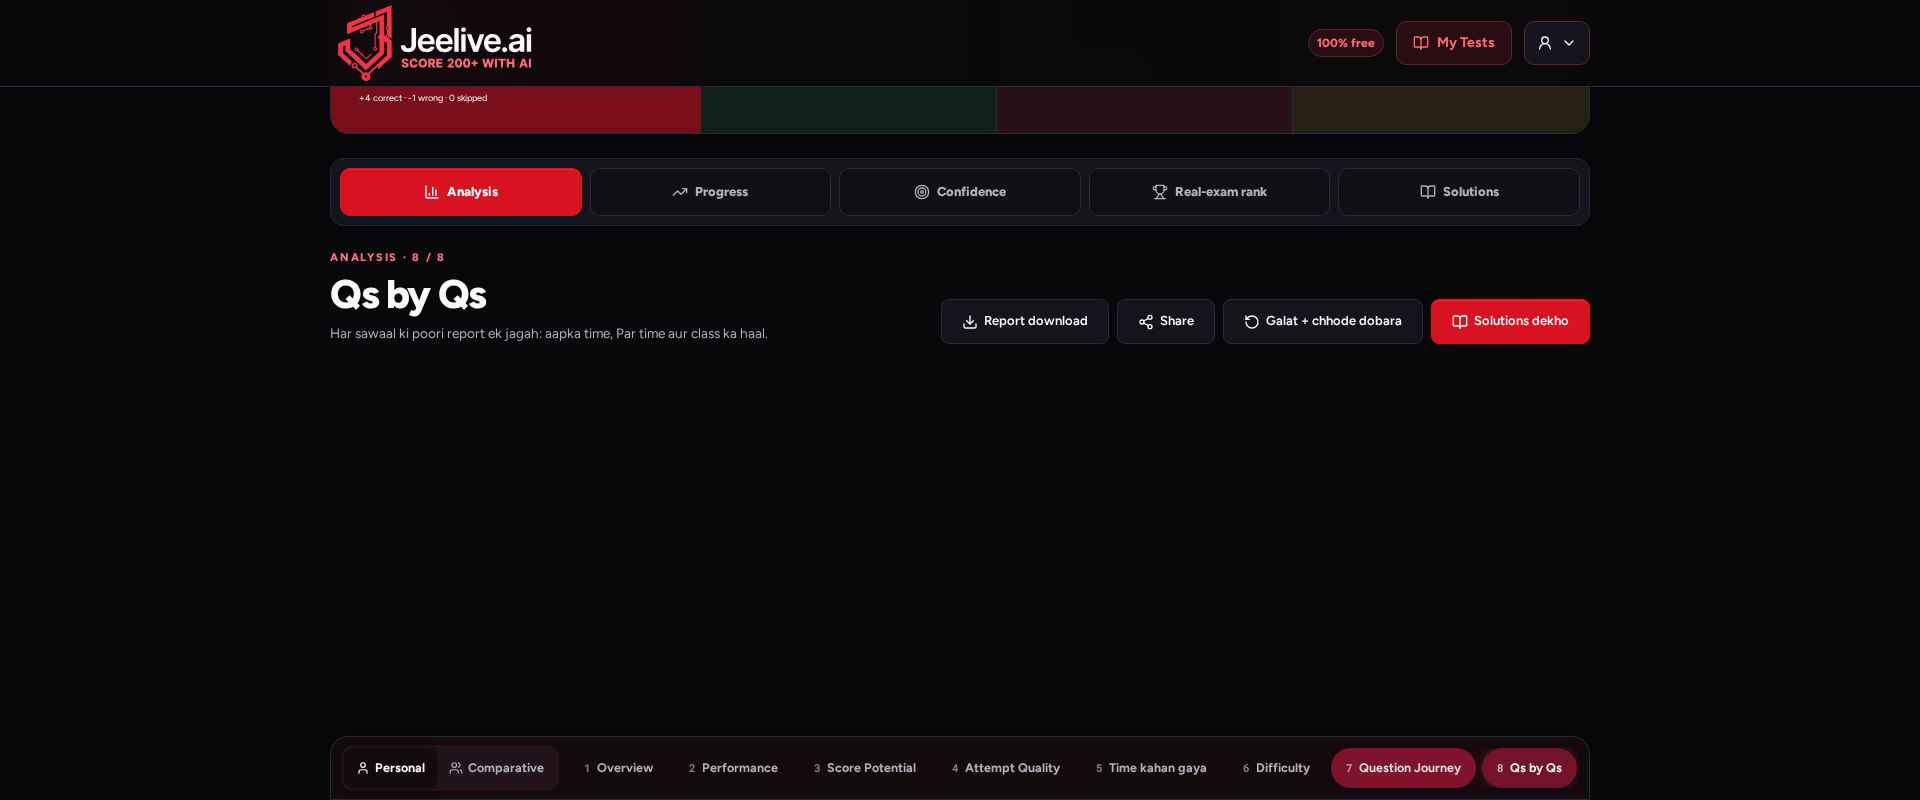 Jeelive.ai
SCORE 200+ WITH AI
100% free
My Tests
+4 correct · -1 wrong · 0 skipped
Analysis
Progress
Confidence
Real-exam rank
Solutions
ANALYSIS · 8 / 8
Qs by Qs
Har sawaal ki poori report ek jagah: aapka time, Par time aur class ka haal.
Report download
Share
Galat + chhode dobara
Solutions dekho
Personal
Comparative
1 Overview
2 Performance
3 Score Potential
4 Attempt Quality
5 Time kahan gaya
6 Difficulty
7 Question Journey
8 Qs by Qs